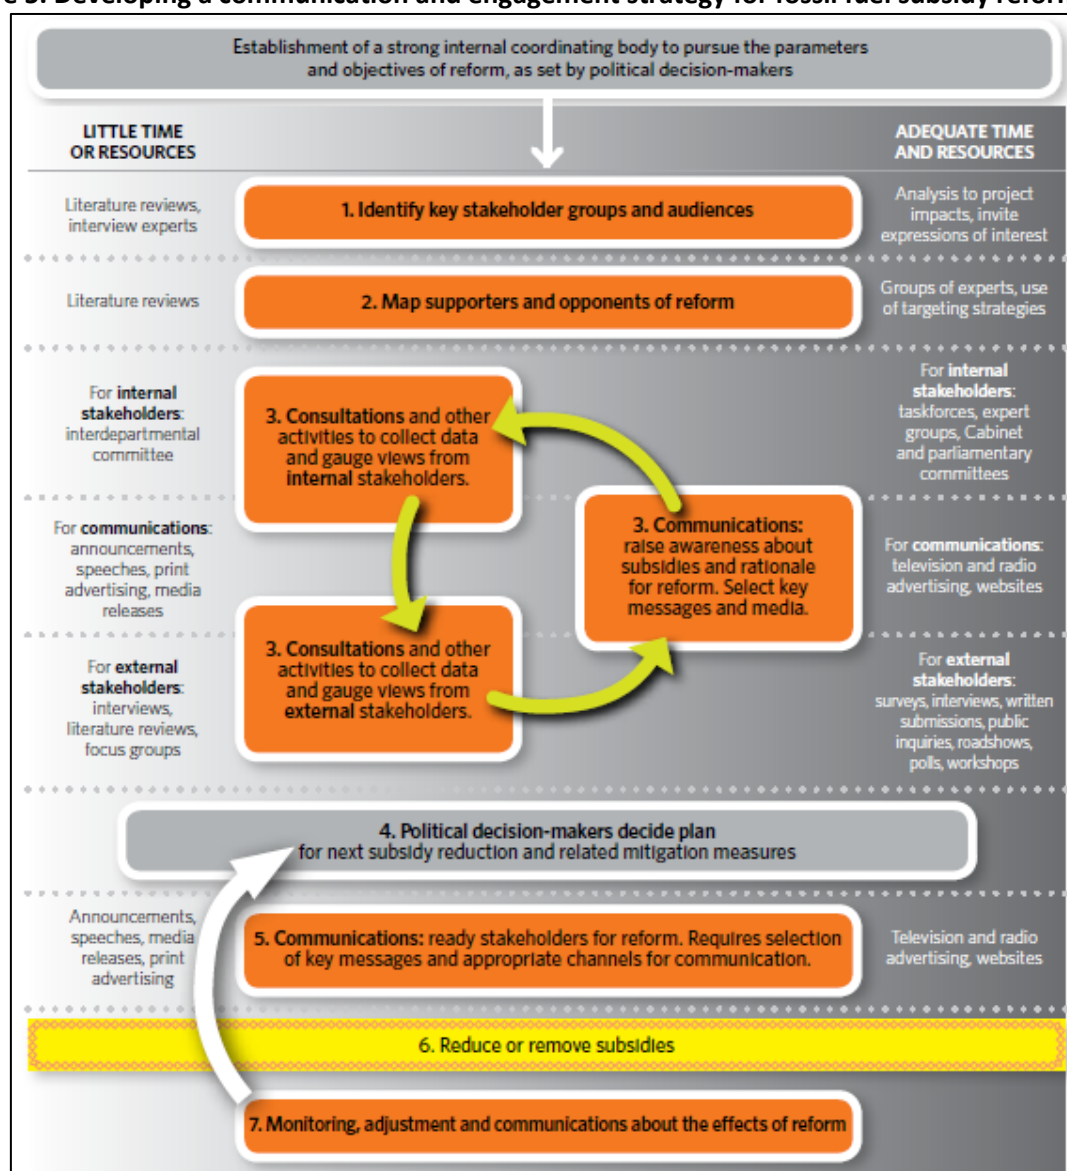 e 3: Developing a communication and engagement strategy for fossil fuel subsidy refor
Establishment of a strong internal coordinating body to pursue the parameters
and objectives of reform, as set by political decision-makers
LITTLE TIME
OR RESOURCES
ADEQUATE TIME
AND RESOURCES
Literature reviews,
interview experts
1. Identify key stakeholder groups and audiences
Analysis to project
impacts, invite
expressions of interest
Literature reviews
2. Map supporters and opponents of reform
Groups of experts, use
of targeting strategies
For internal
stakeholders:
interdepartmental
committee
3. Consultations and other
activities to collect data
and gauge views from
internal stakeholders.
For internal
stakeholders:
taskforces, expert
groups, Cabinet
and parliamentary
committees
For communications:
announcements,
speeches, print
advertising, media
releases
3. Communications:
raise awareness about
subsidies and rationale
for reform. Select key
messages and media.
For communications:
television and radio
advertising, websites
For external
stakeholders:
interviews,
literature reviews,
focus groups
3. Consultations and other
activities to collect data
and gauge views from
external stakeholders.
For external
stakeholders:
surveys, interviews, written
submissions, public
inquiries, roadshows,
polls, workshops
4. Political decision-makers decide plan
for next subsidy reduction and related mitigation measures
Announcements,
speeches, media
releases, print
advertising
5. Communications: ready stakeholders for reform. Requires selection
of key messages and appropriate channels for communication.
Television and radio
advertising, websites
6. Reduce or remove subsidies
7. Monitoring, adjustment and communications about the effects of reform